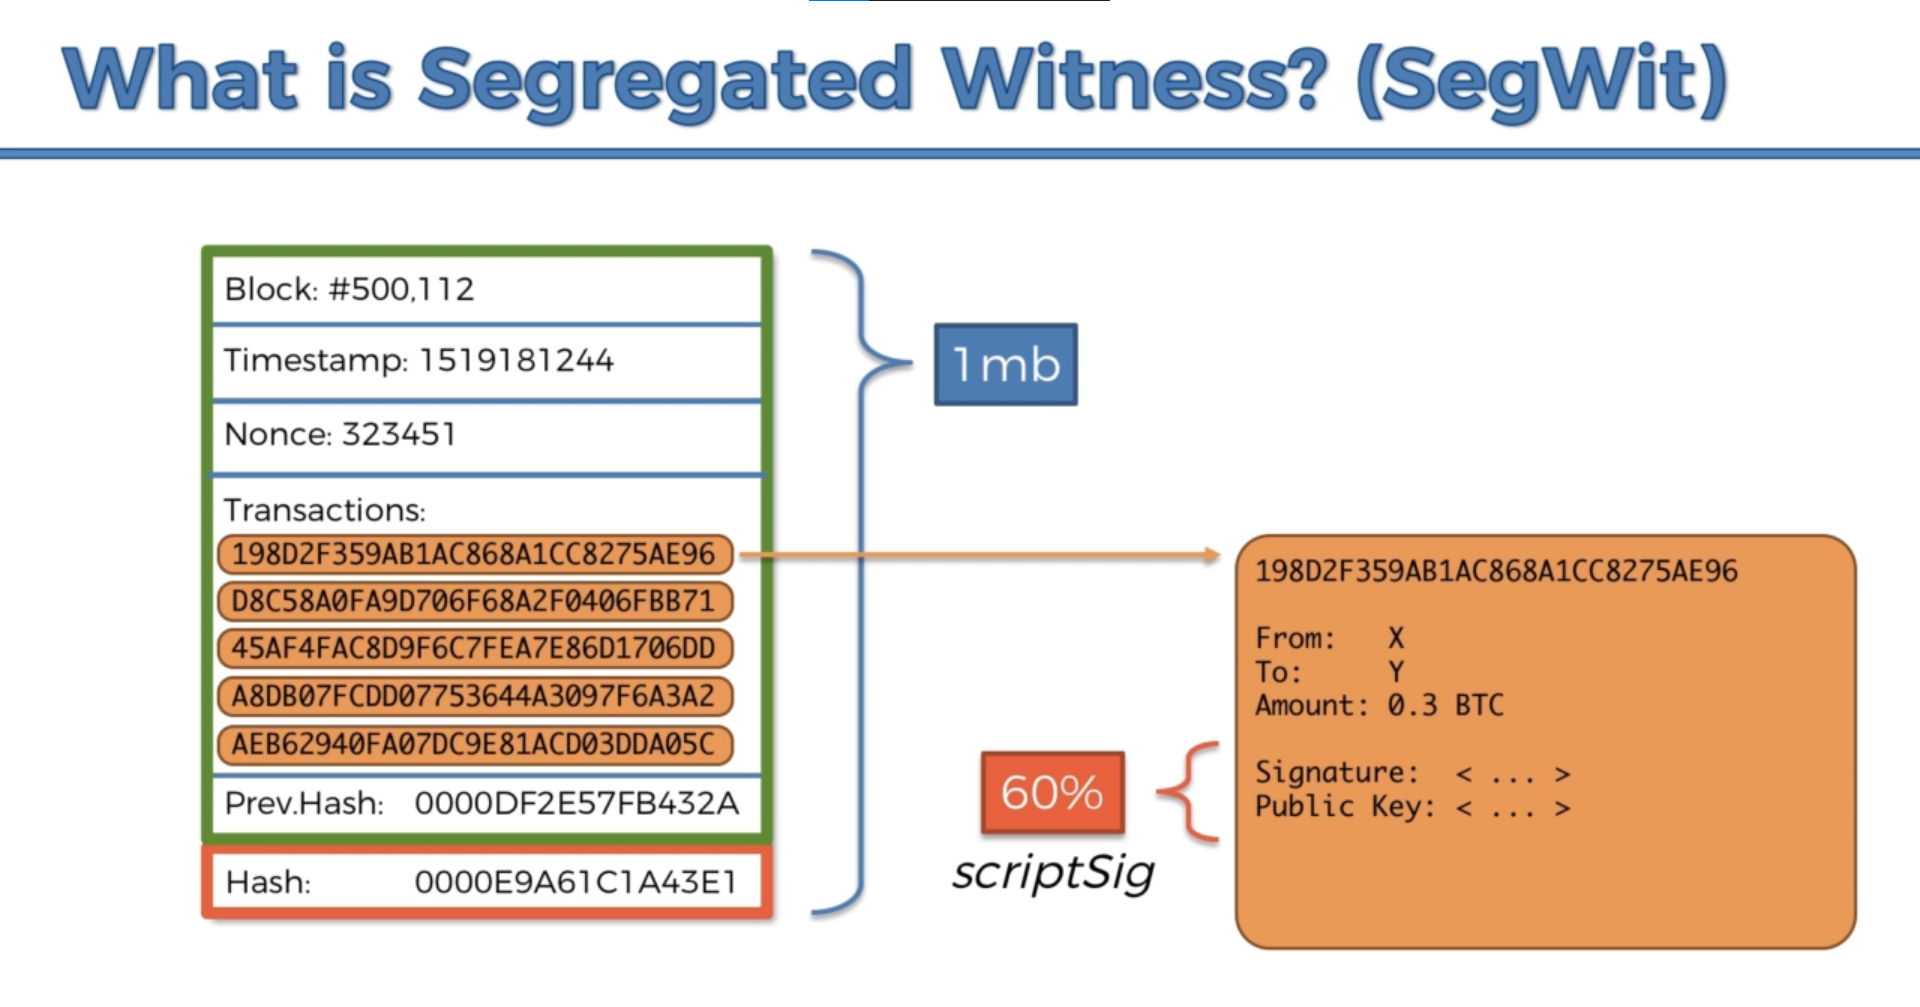 What is Segregated Witness? (SegWit)
Block: #500,112
Timestamp: 1519181244
Nonce: 323451
Transactions:
198D2F359AB1AC868A1CC8275AE96
D8C58A0FA9D706F68A2F0406FBB71
45AF4FAC8D9F6C7FEA7E86D1706DD
A8DB07FCDD07753644A3097F6A3A2
AEB62940FA07DC9E81ACD03DDA05C
Prev.Hash: 0000DF2E57FB432A
Hash: 0000E9A61C1A43E1
1mb
60%
scriptSig
198D2F359AB1AC868A1CC8275AE96
From: X
To: Y
Amount: 0.3 BTC
Signature: < ... >
Public Key: < ... >